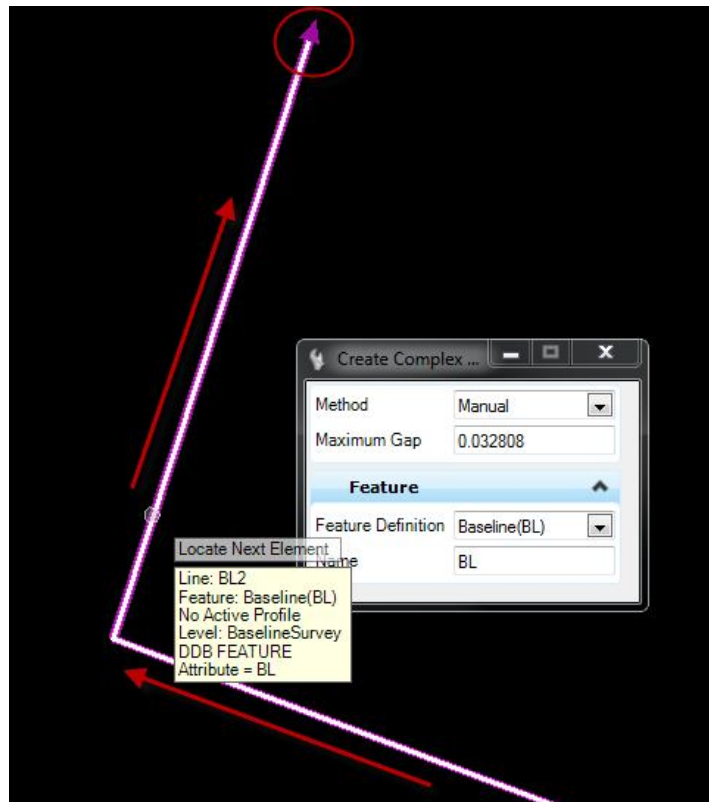 Create Complex ...
Method Manual
Maximum Gap 0.032808
Feature
Feature Definition Baseline(BL)
Name BL
Locate Next Element
Line: BL2
Feature: Baseline(BL)
No Active Profile
Level: BaselineSurvey
DDB FEATURE
Attribute = BL